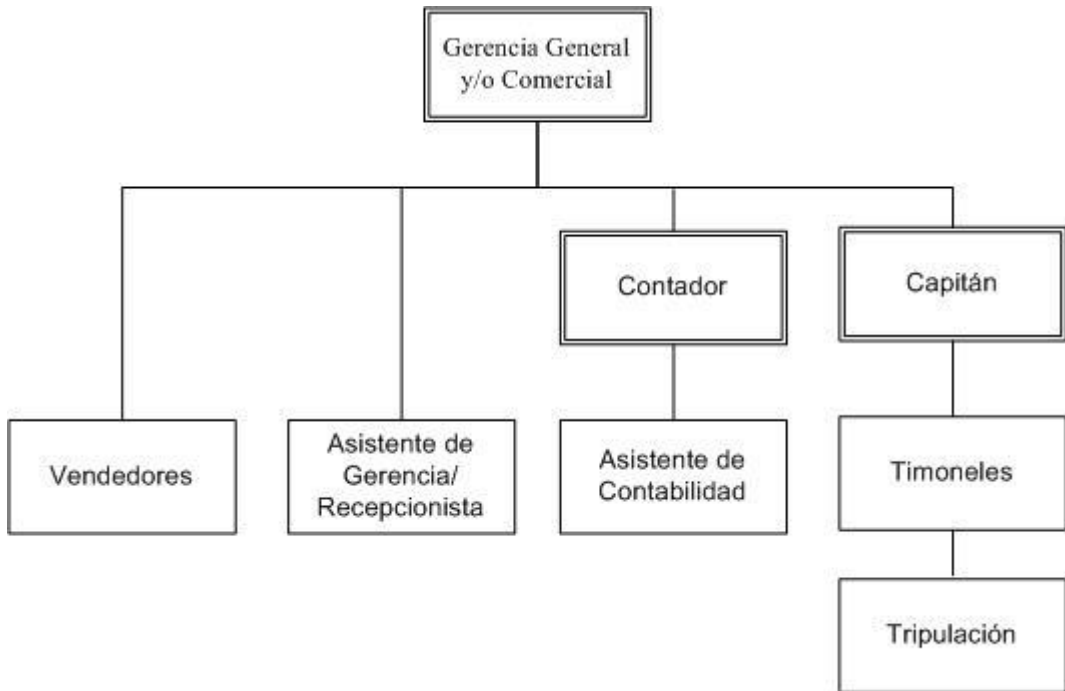 Gerencia General
y/o Comercial
Contador
Capitán
Vendedores
Asistente de
Gerencia/
Recepcionista
Asistente de
Contabilidad
Timoneles
Tripulación